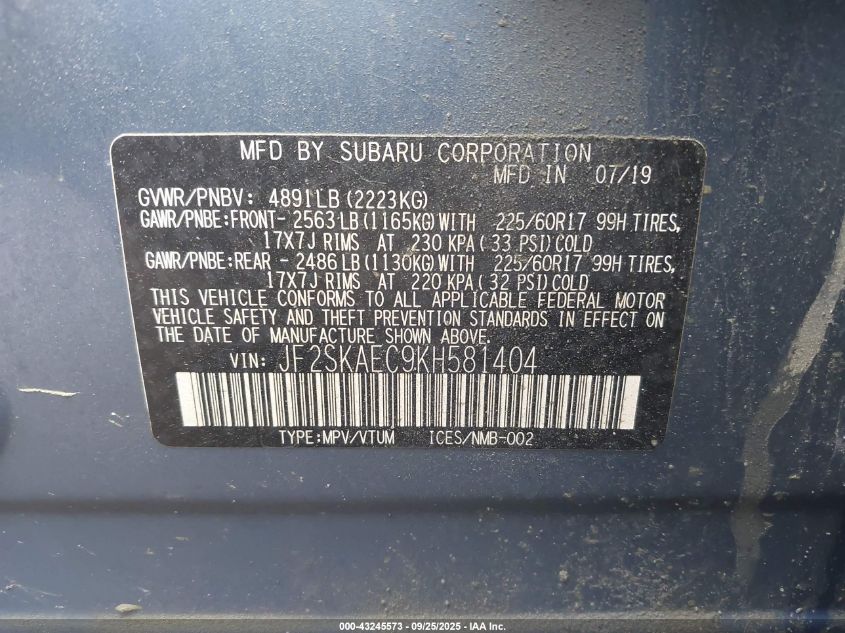 MFD BY SUBARU CORPORATION
MFD IN 07/19
GVWR/PNBV: 4891LB(2223KG)
GAWR/PNBE:FRONT- 2563LB(1165KG)WITH 225/60R17 99H TIRES,
17X7J RIMS AT 230 KPA(33 PSI)COLD
GAWR/PNBE:REAR - 2486LB(1130KG)WITH 225/60R17 99H TIRES,
17X7J RIMS AT 220 KPA(32 PSI)COLD
THIS VEHICLE CONFORMS TO ALL APPLICABLE FEDERAL MOTOR
VEHICLE SAFETY AND THEFT PREVENTION STANDARDS IN EFFECT ON
THE DATE OF MANUFACTURE SHOWN ABOVE.
VIN: JF2SKAEC9KH581404
TYPE:MPV/VTUM ICES/NMB-002
000-43245573 - 09/25/2025 - IAA Inc.